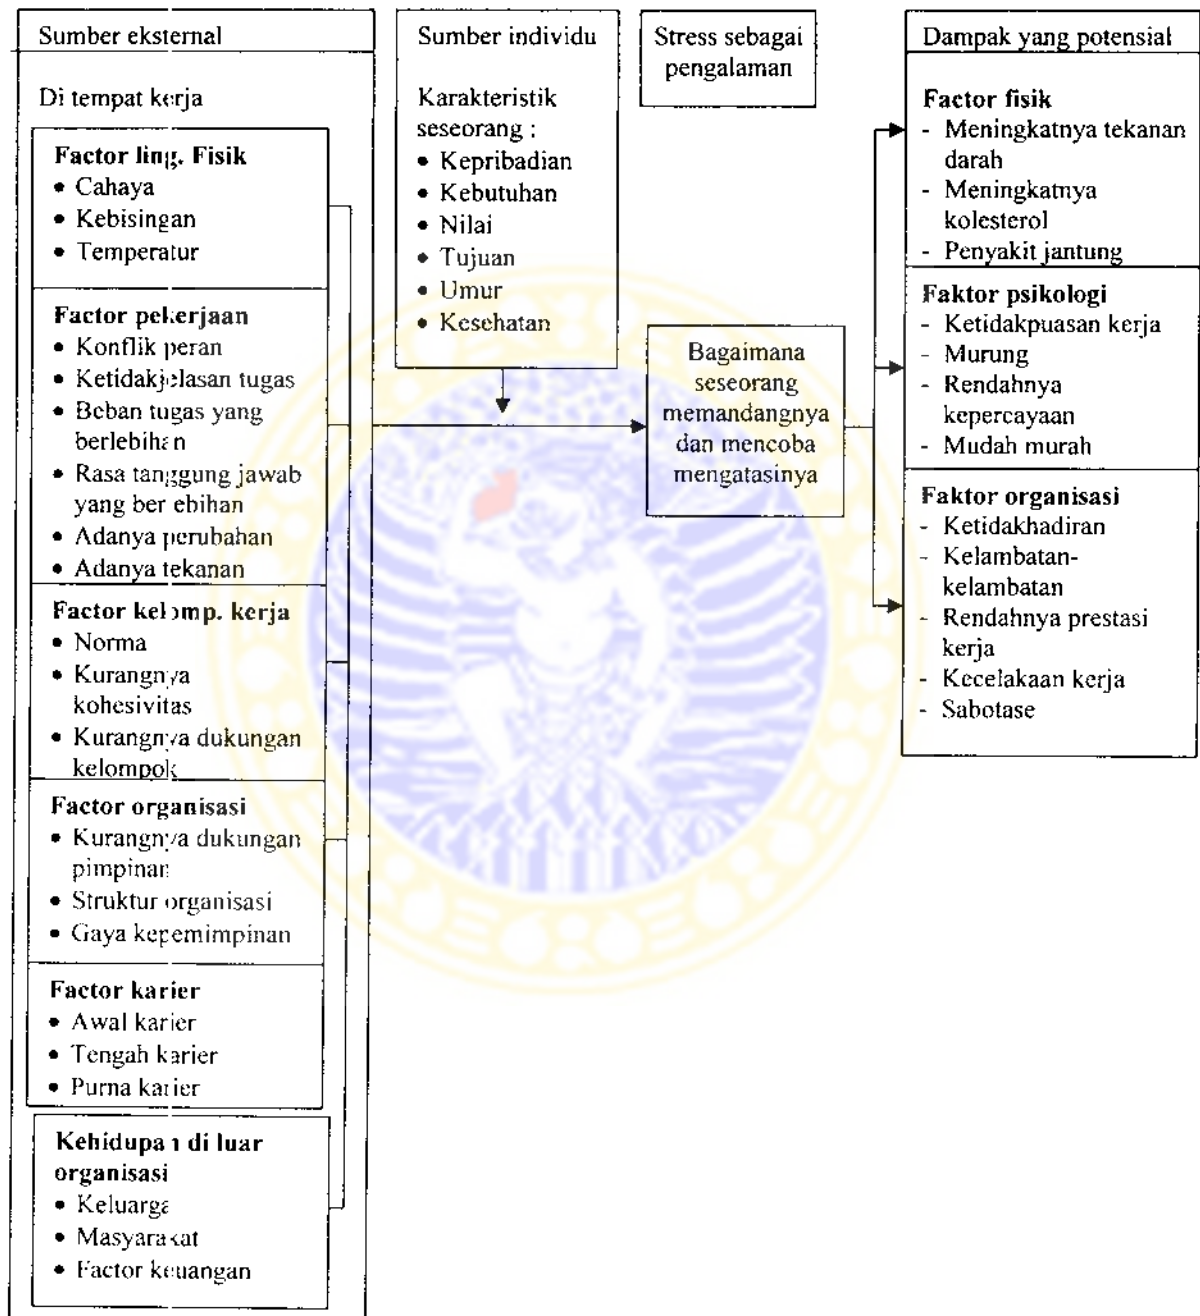 Sumber eksternal
Di tempat kerja
Factor ling. Fisik
• Cahaya
• Kebisingan
• Temperatur
Factor pekerjaan
• Konflik peran
• Ketidakjelasan tugas
• Beban tugas yang
berlebihan
• Rasa tanggung jawab
yang berlebihan
• Adanya perubahan
• Adanya tekanan
Factor kelomp. kerja
• Norma
• Kurangnya
kohesivitas
• Kurangnya dukungan
kelompok
Factor organisasi
• Kurangnya dukungan
pimpinan
• Struktur organisasi
• Gaya kepemimpinan
Factor karier
• Awal karier
• Tengah karier
• Purna karier
Kehidupan di luar
organisasi
• Keluarga
• Masyarakat
• Factor keuangan
Sumber individu
Karakteristik
seseorang :
• Kepribadian
• Kebutuhan
• Nilai
• Tujuan
• Umur
• Kesehatan
Stress sebagai
pengalaman
Bagaimana
seseorang
memandangnya
dan mencoba
mengatasinya
Dampak yang potensial
Factor fisik
- Meningkatnya tekanan
darah
- Meningkatnya
kolesterol
- Penyakit jantung
Faktor psikologi
- Ketidakpuasan kerja
- Murung
- Rendahnya
kepercayaan
- Mudah murah
Faktor organisasi
- Ketidakhadiran
- Kelambatan-
kelambatan
- Rendahnya prestasi
kerja
- Kecelakaan kerja
- Sabotase